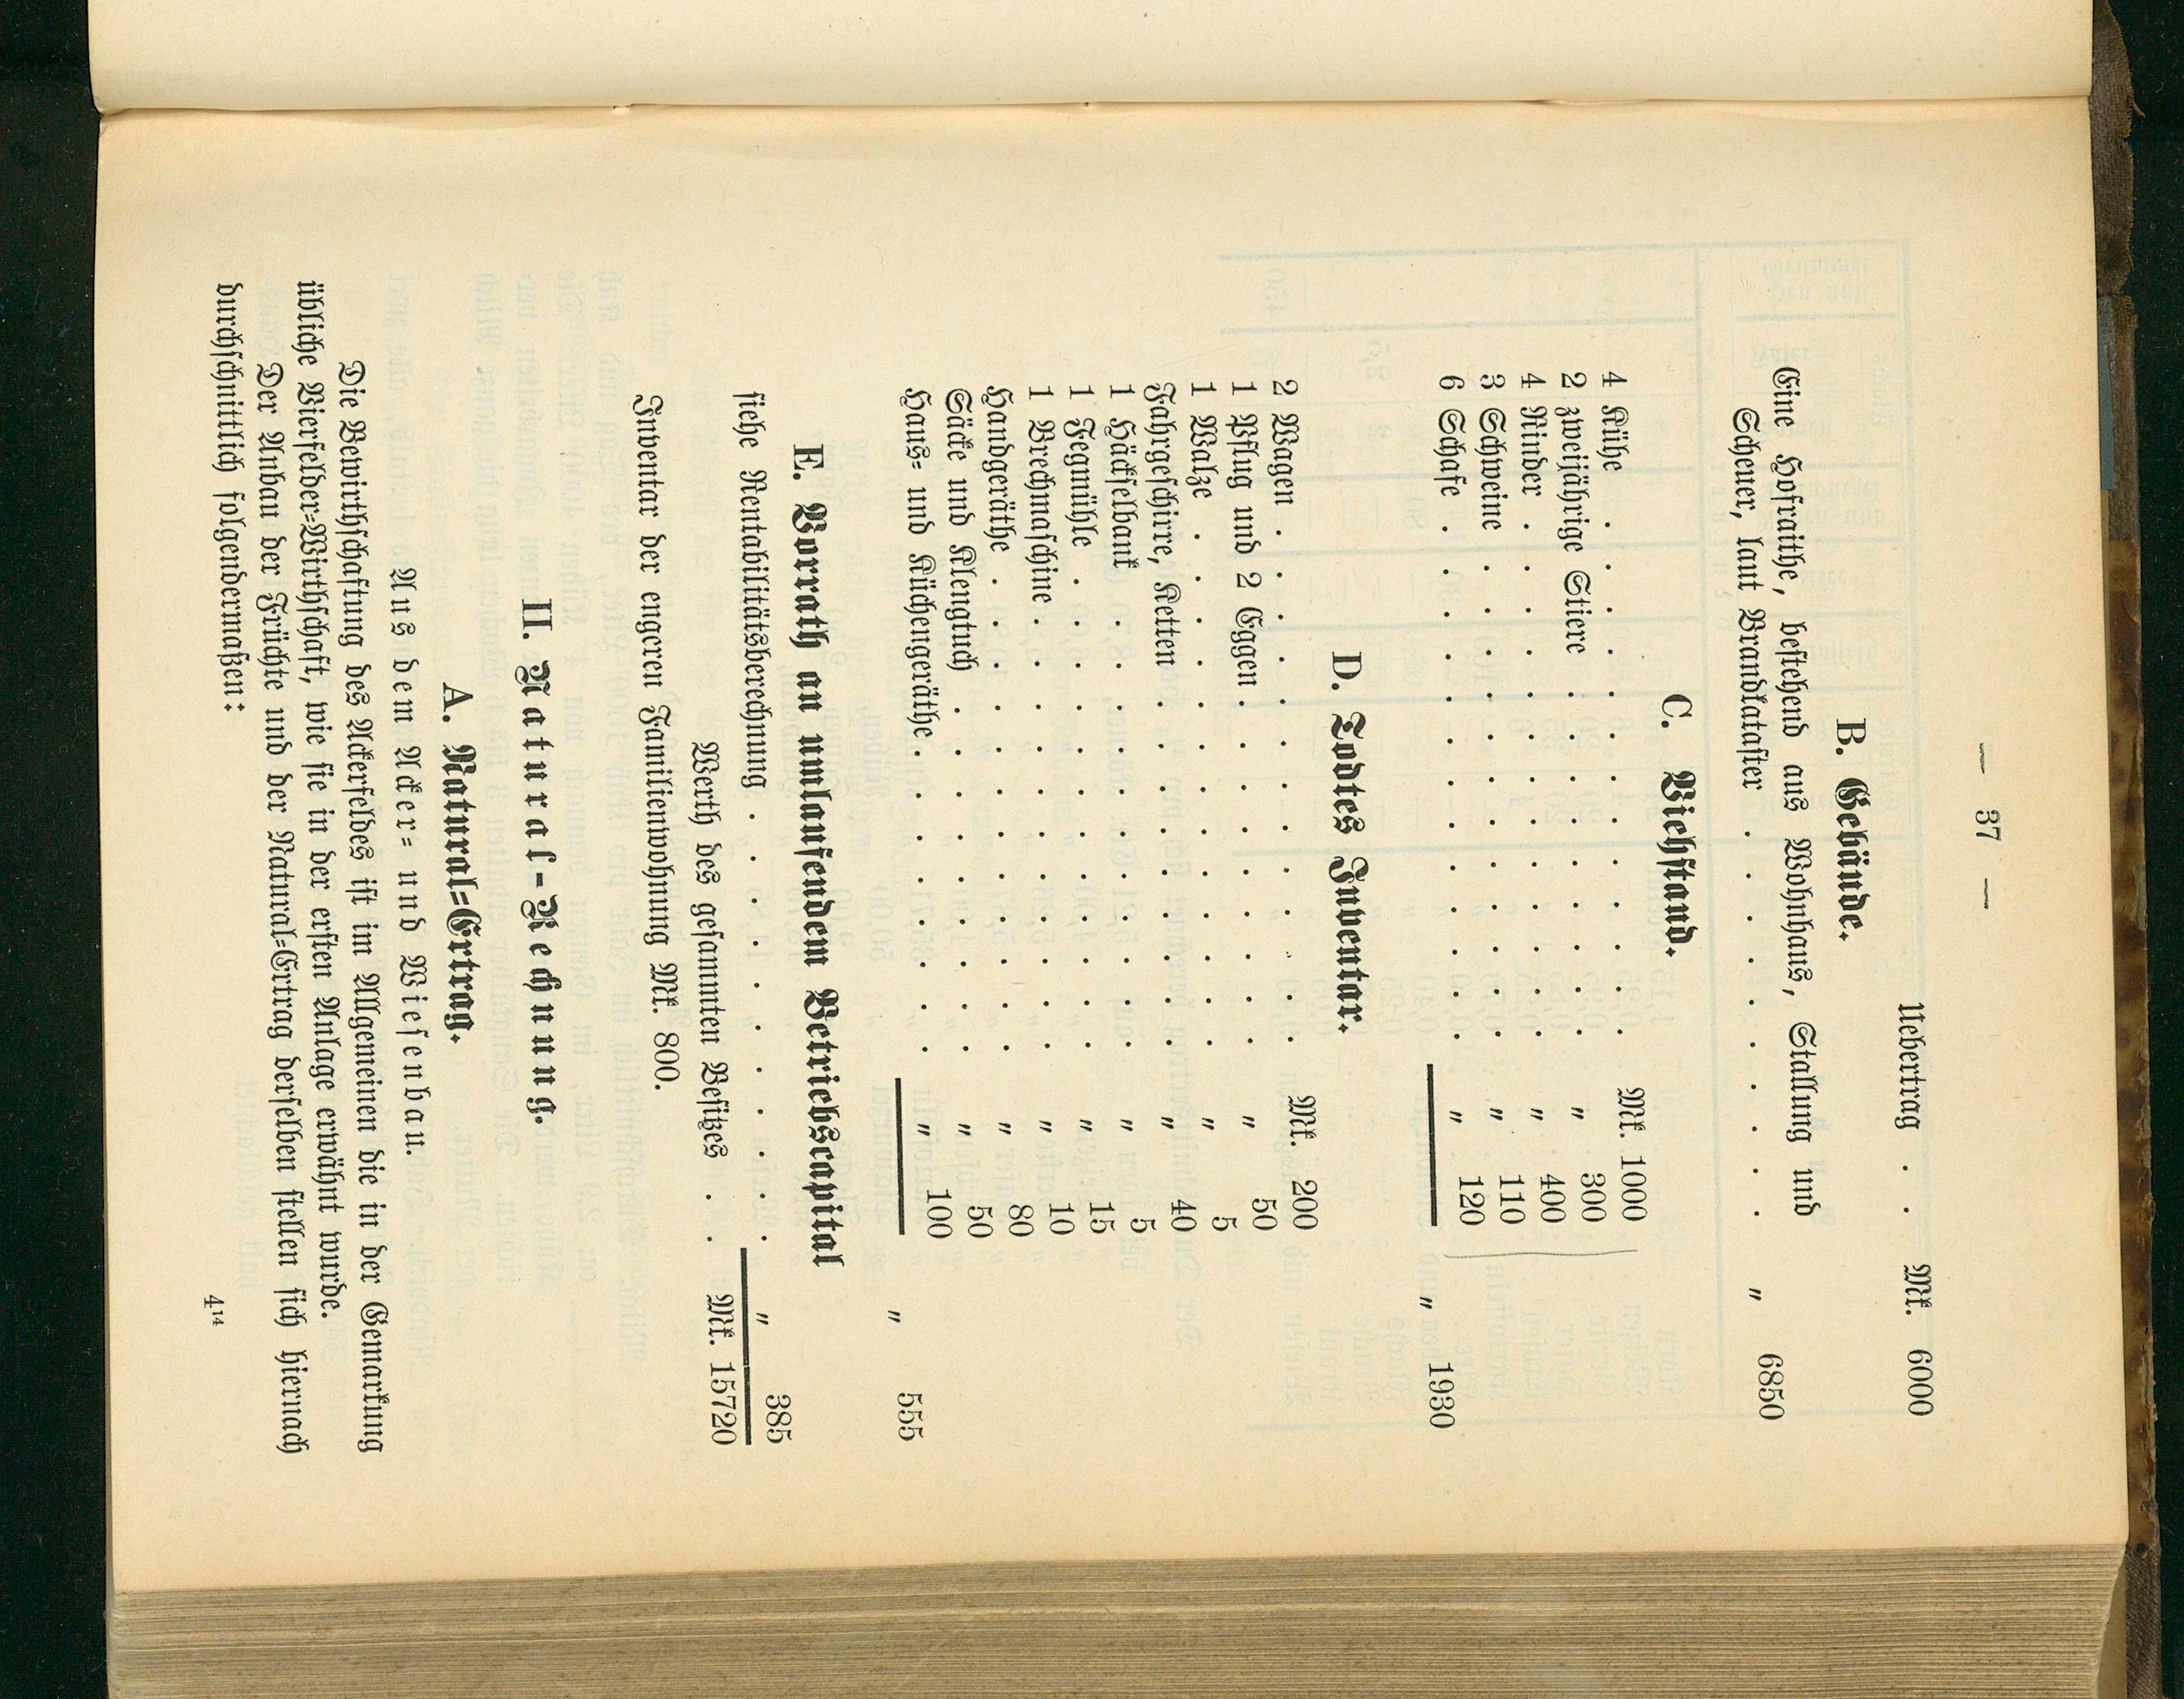 — 37 —
Uebertrag . . Mk. 6000
B. Gebäude.
Eine Hofraithe, bestehend aus Wohnhaus, Stallung und
Scheuer, laut Brandkataster . . . . . . . . . . „ 6850
C. Viehstand.
4 Kühe . . . . . . . . . . . . . Mk. 1000
2 zweijährige Stiere . . . . . . . . . „ 300
4 Rinder . . . . . . . . . . . . . „ 400
3 Schweine . . . . . . . . . . . . „ 110
6 Schafe . . . . . . . . . . . . . „ 120
„ 1930
D. Todtes Inventar.
2 Wagen . . . . . . . . . . . . . Mk. 200
1 Pflug und 2 Eggen . . . . . . . . . „ 50
1 Walze . . . . . . . . . . . . . „ 5
Fahrgeschirre, Ketten . . . . . . . . . „ 40
1 Häckselbank . . . . . . . . . . . „ 5
1 Fegmühle . . . . . . . . . . . . „ 15
1 Brechmaschine . . . . . . . . . . . „ 10
Handgeräthe . . . . . . . . . . . . „ 80
Säcke und Klengtuch . . . . . . . . . „ 50
Haus= und Küchengeräthe . . . . . . . . „ 100
„ 555
E. Vorrath an umlaufendem Betriebscapital
siehe Rentabilitätsberechnung . . . . . . . . . . . „ 385
Werth des gesammten Besitzes . . Mk. 15720
Inventar der engeren Familienwohnung Mk. 800.
II. Natural-Rechnung.
A. Natural=Ertrag.
Aus dem Acker= und Wiesenbau.
Die Bewirthschaftung des Ackerfeldes ist im Allgemeinen die in der Gemarkung
übliche Vierfelder=Wirthschaft, wie sie in der ersten Anlage erwähnt wurde.
Der Anbau der Früchte und der Natural=Ertrag derselben stellen sich hiernach
durchschnittlich folgendermaßen:
4¹⁴